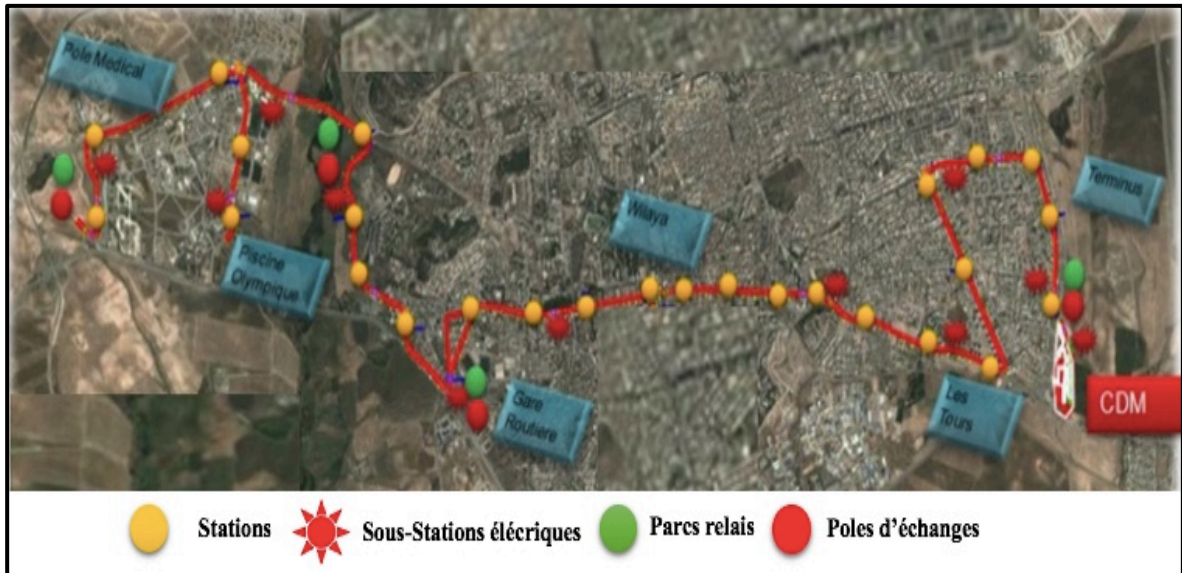 Pole Medical
Piscine
Olympique
Wilaya
Gare
Routiere
Les
Tours
Terminus
CDM
Stations
Sous-Stations élécriques
Parcs relais
Poles d'échanges